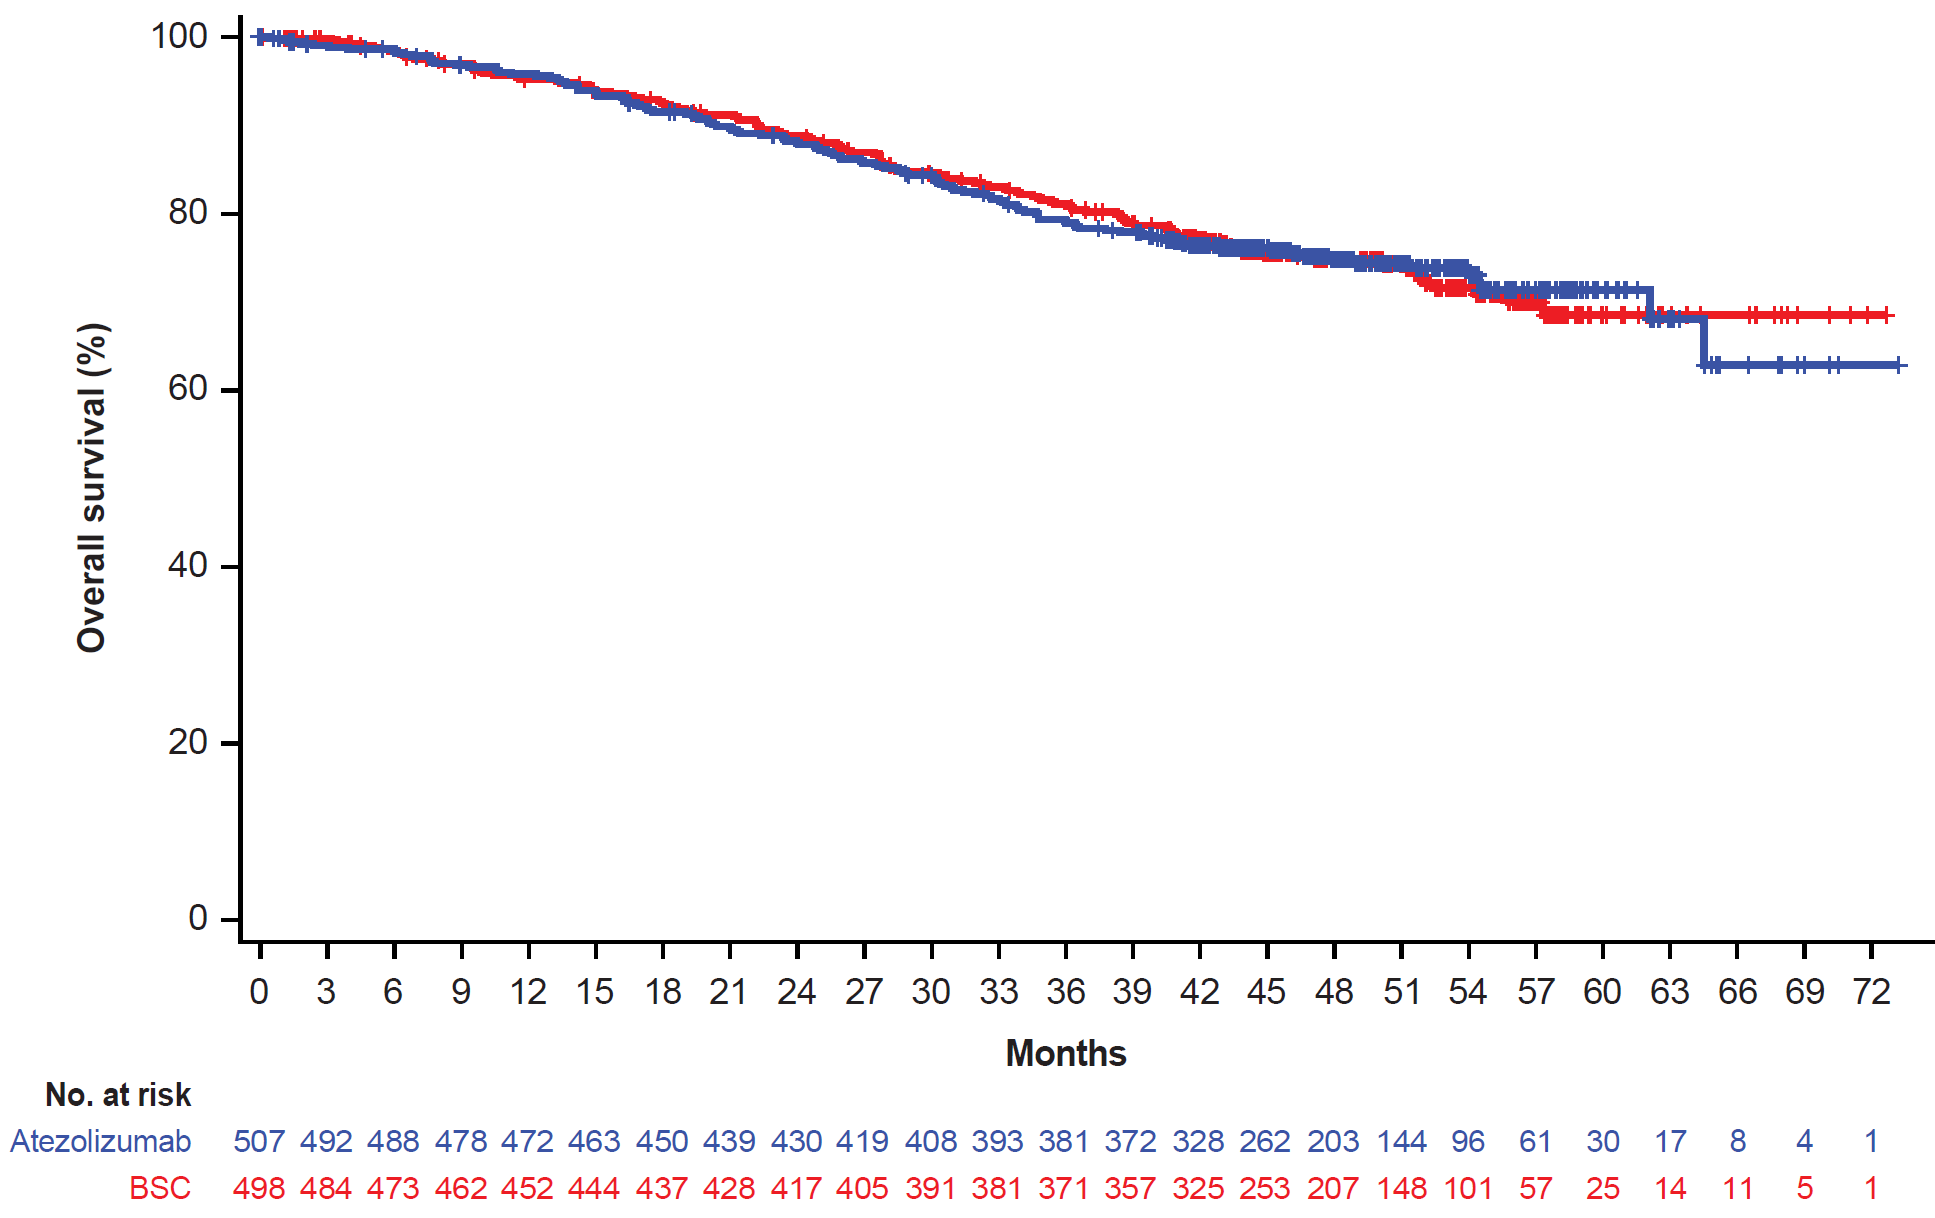 100
80
60
40
20
0
Overall survival (%)
0 3 6 9 12 15 18 21 24 27 30 33 36 39 42 45 48 51 54 57 60 63 66 69 72
Months
No. at risk
Atezolizumab 507 492 488 478 472 463 450 439 430 419 408 393 381 372 328 262 203 144 96 61 30 17 8 4 1
BSC 498 484 473 462 452 444 437 428 417 405 391 381 371 357 325 253 207 148 101 57 25 14 11 5 1